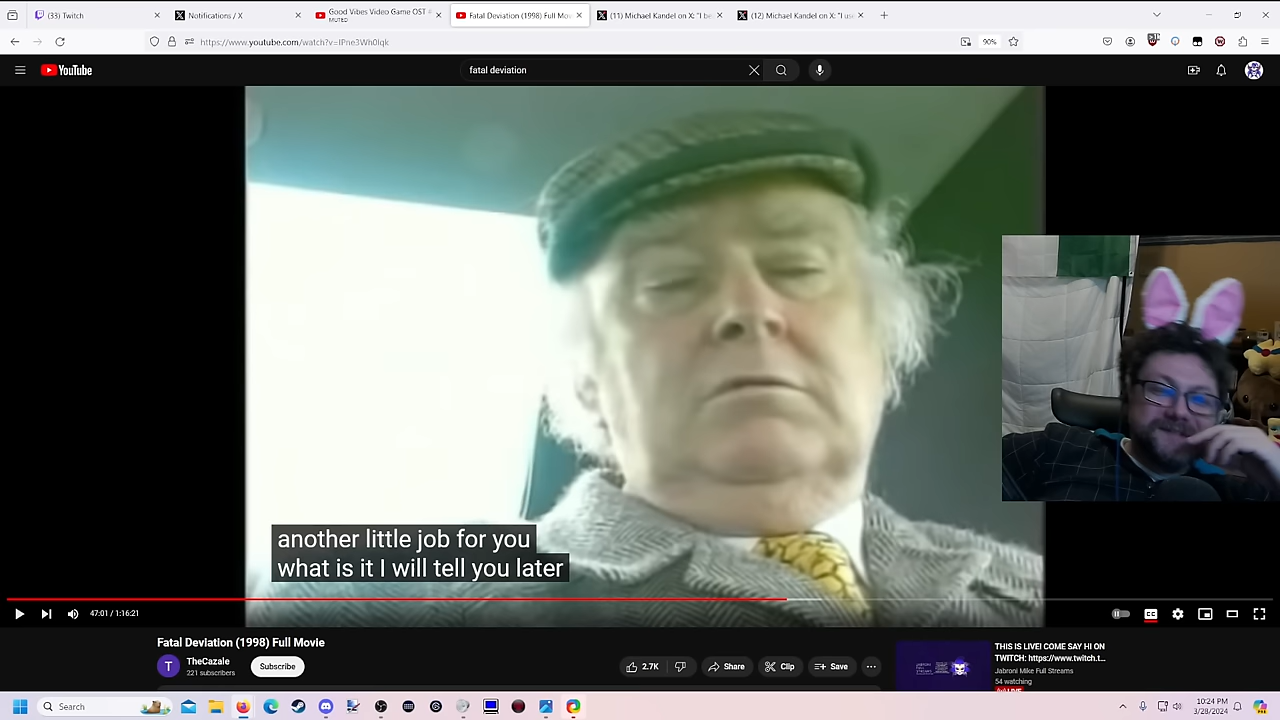 (33) Twitch
Notifications / X
Good Vibes Video Game OST
MUTED
Fatal Deviation (1998) Full Mo
(11) Michael Kandel on X: "I
(12) Michael Kandel on X: "I
https://www.youtube.com/watch?v=IPne3Wh0Iqk
90%
YouTube
fatal deviation
another little job for you
what is it I will tell you later
47:01 / 1:16:21
Fatal Deviation (1998) Full Movie
T
TheCazale
221 subscribers
Subscribe
2.7K
Share
Clip
Save
THIS IS LIVE! COME SAY HI ON
TWITCH: https://www.twitch.t...
Jabroni Mike Full Streams
54 watching
Search
10:24 PM
3/28/2024